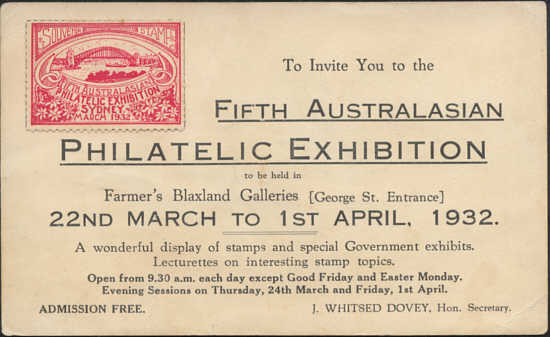 SOUVENIR STAMP
FIFTH AUSTRALASIAN
PHILATELIC EXHIBITION
SYDNEY
MARCH 1932
To Invite You to the
FIFTH AUSTRALASIAN
PHILATELIC EXHIBITION
to be held in
Farmer's Blaxland Galleries [George St. Entrance]
22ND MARCH TO 1ST APRIL, 1932.
A wonderful display of stamps and special Government exhibits.
Lecturettes on interesting stamp topics.
Open from 9.30 a.m. each day except Good Friday and Easter Monday.
Evening Sessions on Thursday, 24th March and Friday, 1st April.
ADMISSION FREE.
J. WHITSED DOVEY, Hon. Secretary.